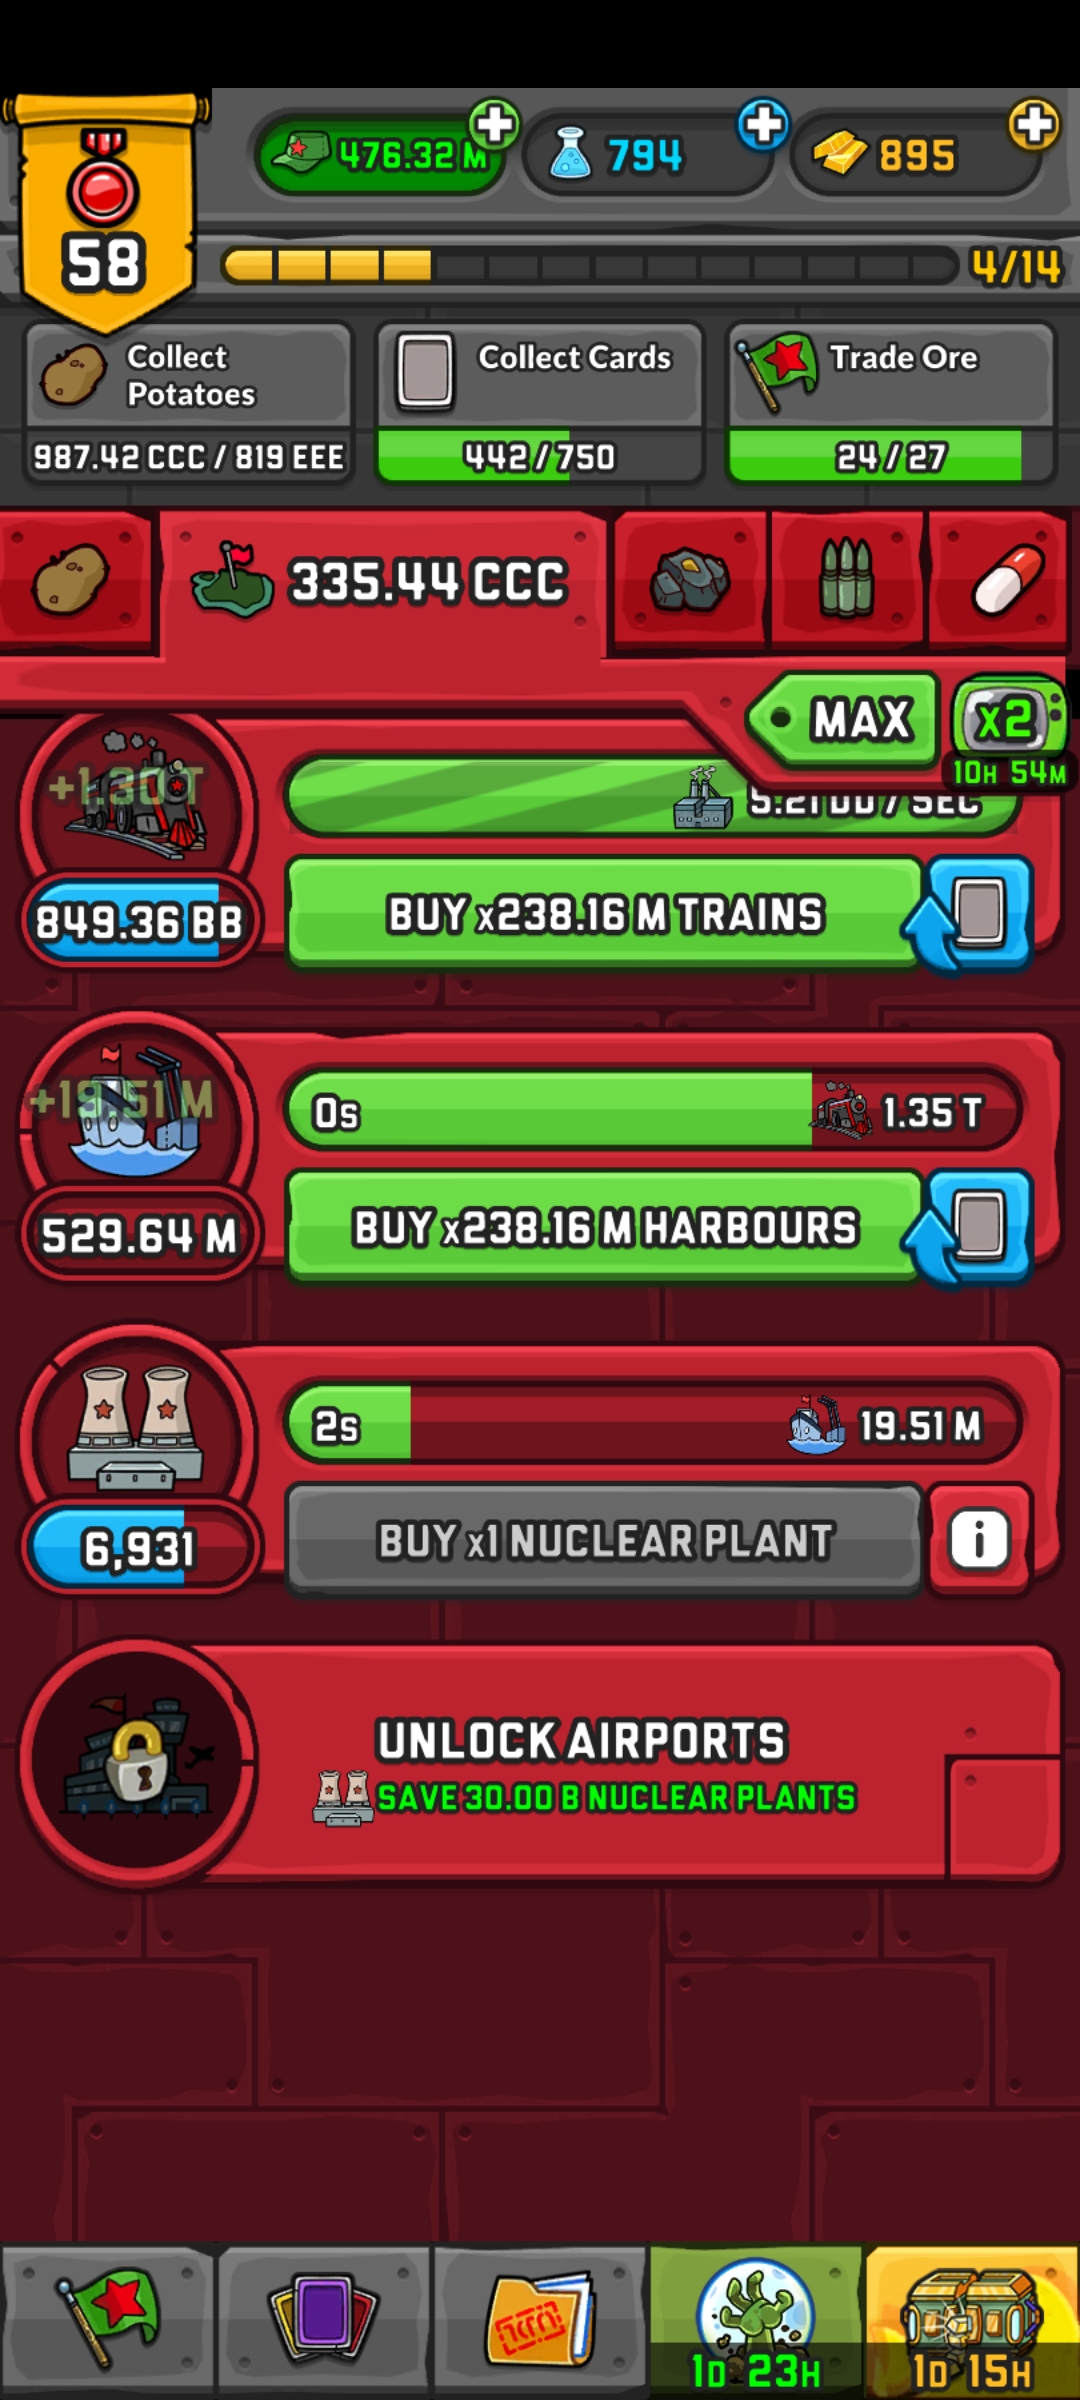 476.32 M
794
895
58
4/14
Collect Potatoes
987.42 CCC / 819 EEE
Collect Cards
442/750
Trade Ore
24/27
335.44 CCC
MAX
x2
10H 54M
+1.30 T
5.21 DD / SEC
849.36 BB
BUY x238.16 M TRAINS
+19.51 M
0s
1.35 T
529.64 M
BUY x238.16 M HARBOURS
2s
19.51 M
6,931
BUY x1 NUCLEAR PLANT
i
UNLOCK AIRPORTS
SAVE 30.00 B NUCLEAR PLANTS
1D 23H
1D 15H